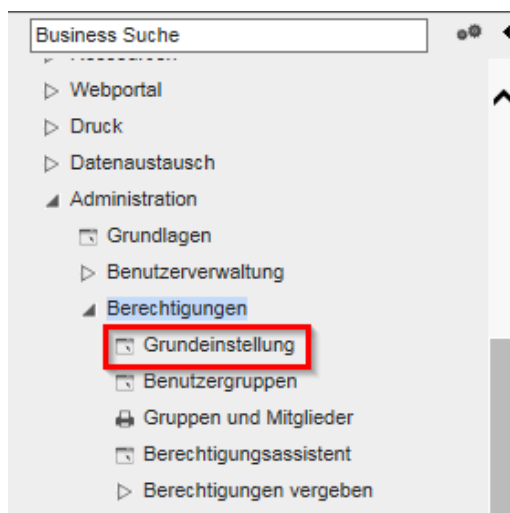 Business Suche
Webportal
Druck
Datenaustausch
Administration
Grundlagen
Benutzerverwaltung
Berechtigungen
Grundeinstellung
Benutzergruppen
Gruppen und Mitglieder
Berechtigungsassistent
Berechtigungen vergeben